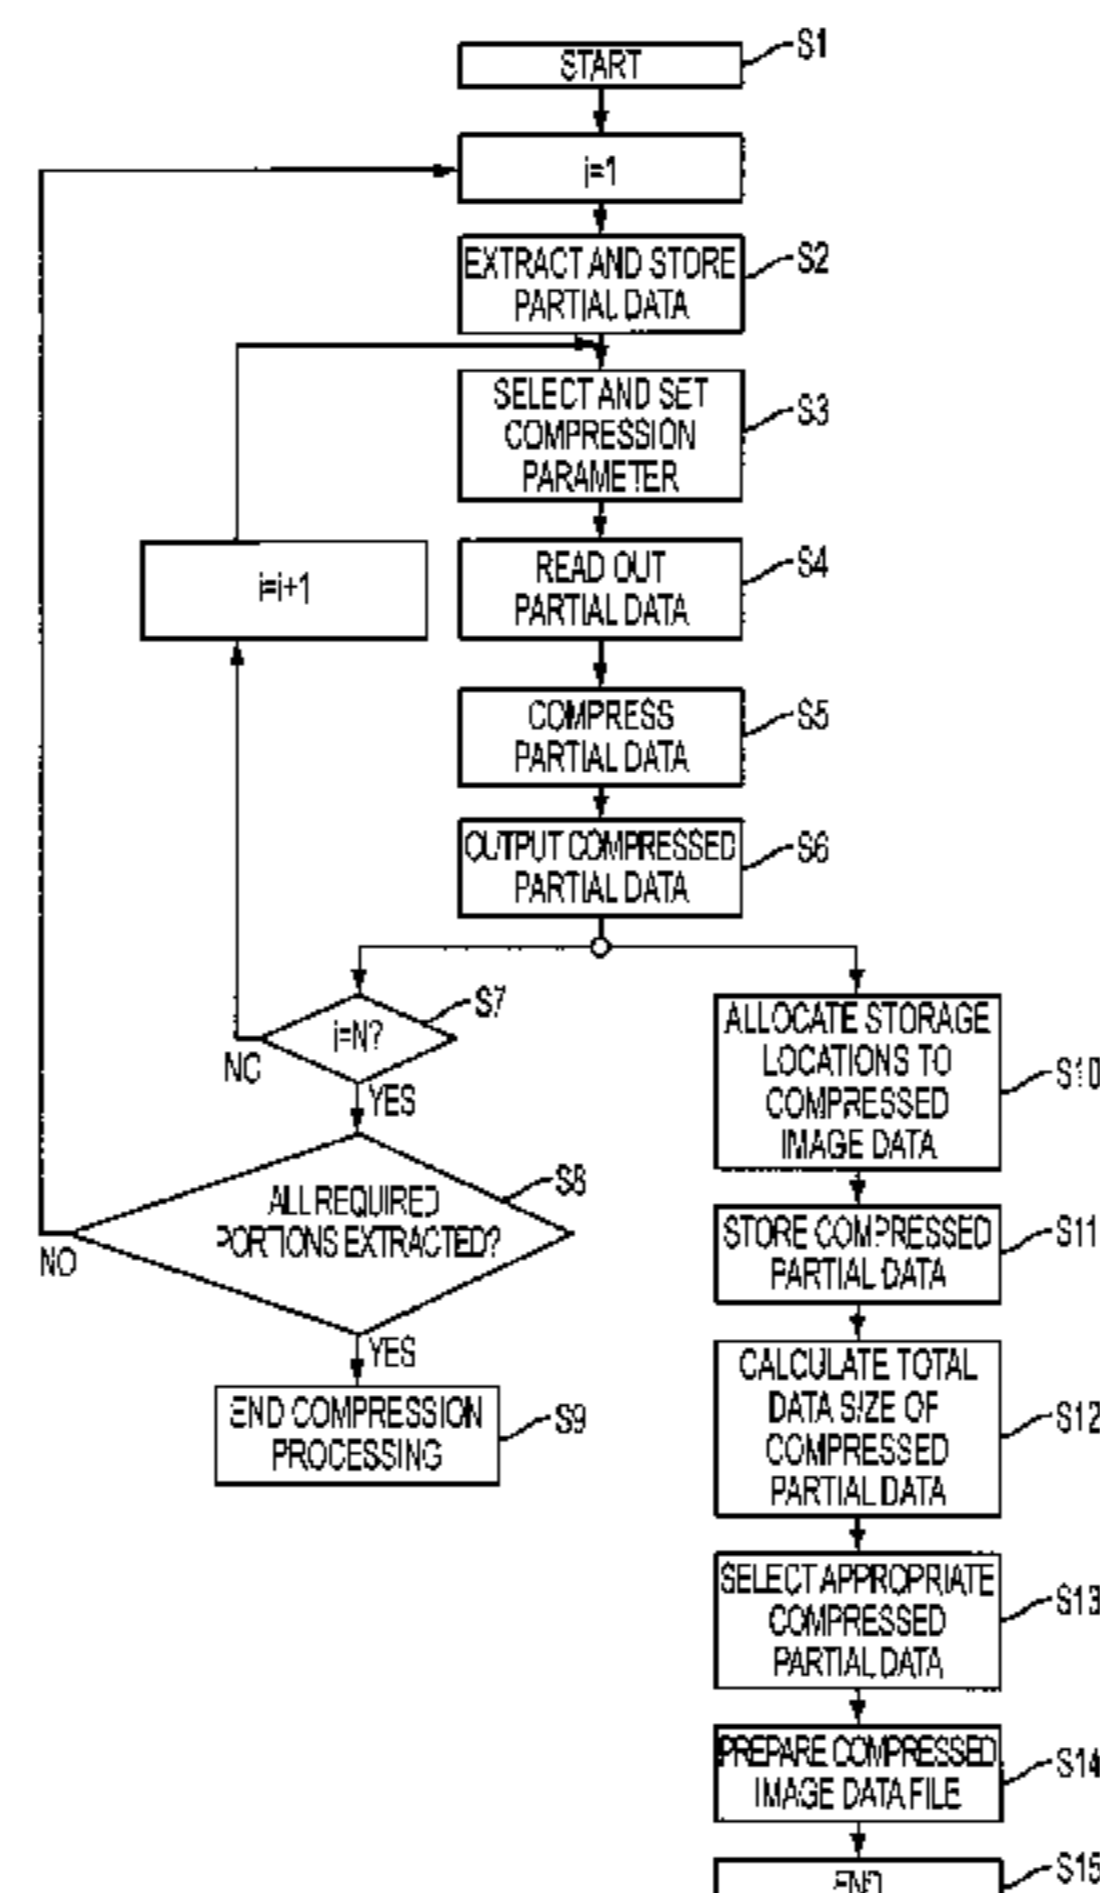 START
S1
i=1
EXTRACT AND STORE
PARTIAL DATA
S2
SELECT AND SET
COMPRESSION
PARAMETER
S3
i=i+1
READ OUT
PARTIAL DATA
S4
COMPRESS
PARTIAL DATA
S5
OUTPUT COMPRESSED
PARTIAL DATA
S6
i=N?
S7
NO
YES
ALL REQUIRED
PORTIONS EXTRACTED?
S8
NO
YES
END COMPRESSION
PROCESSING
S9
ALLOCATE STORAGE
LOCATIONS TO
COMPRESSED
IMAGE DATA
S10
STORE COMPRESSED
PARTIAL DATA
S11
CALCULATE TOTAL
DATA SIZE OF
COMPRESSED
PARTIAL DATA
S12
SELECT APPROPRIATE
COMPRESSED
PARTIAL DATA
S13
PREPARE COMPRESSED
IMAGE DATA FILE
S14
END
S15